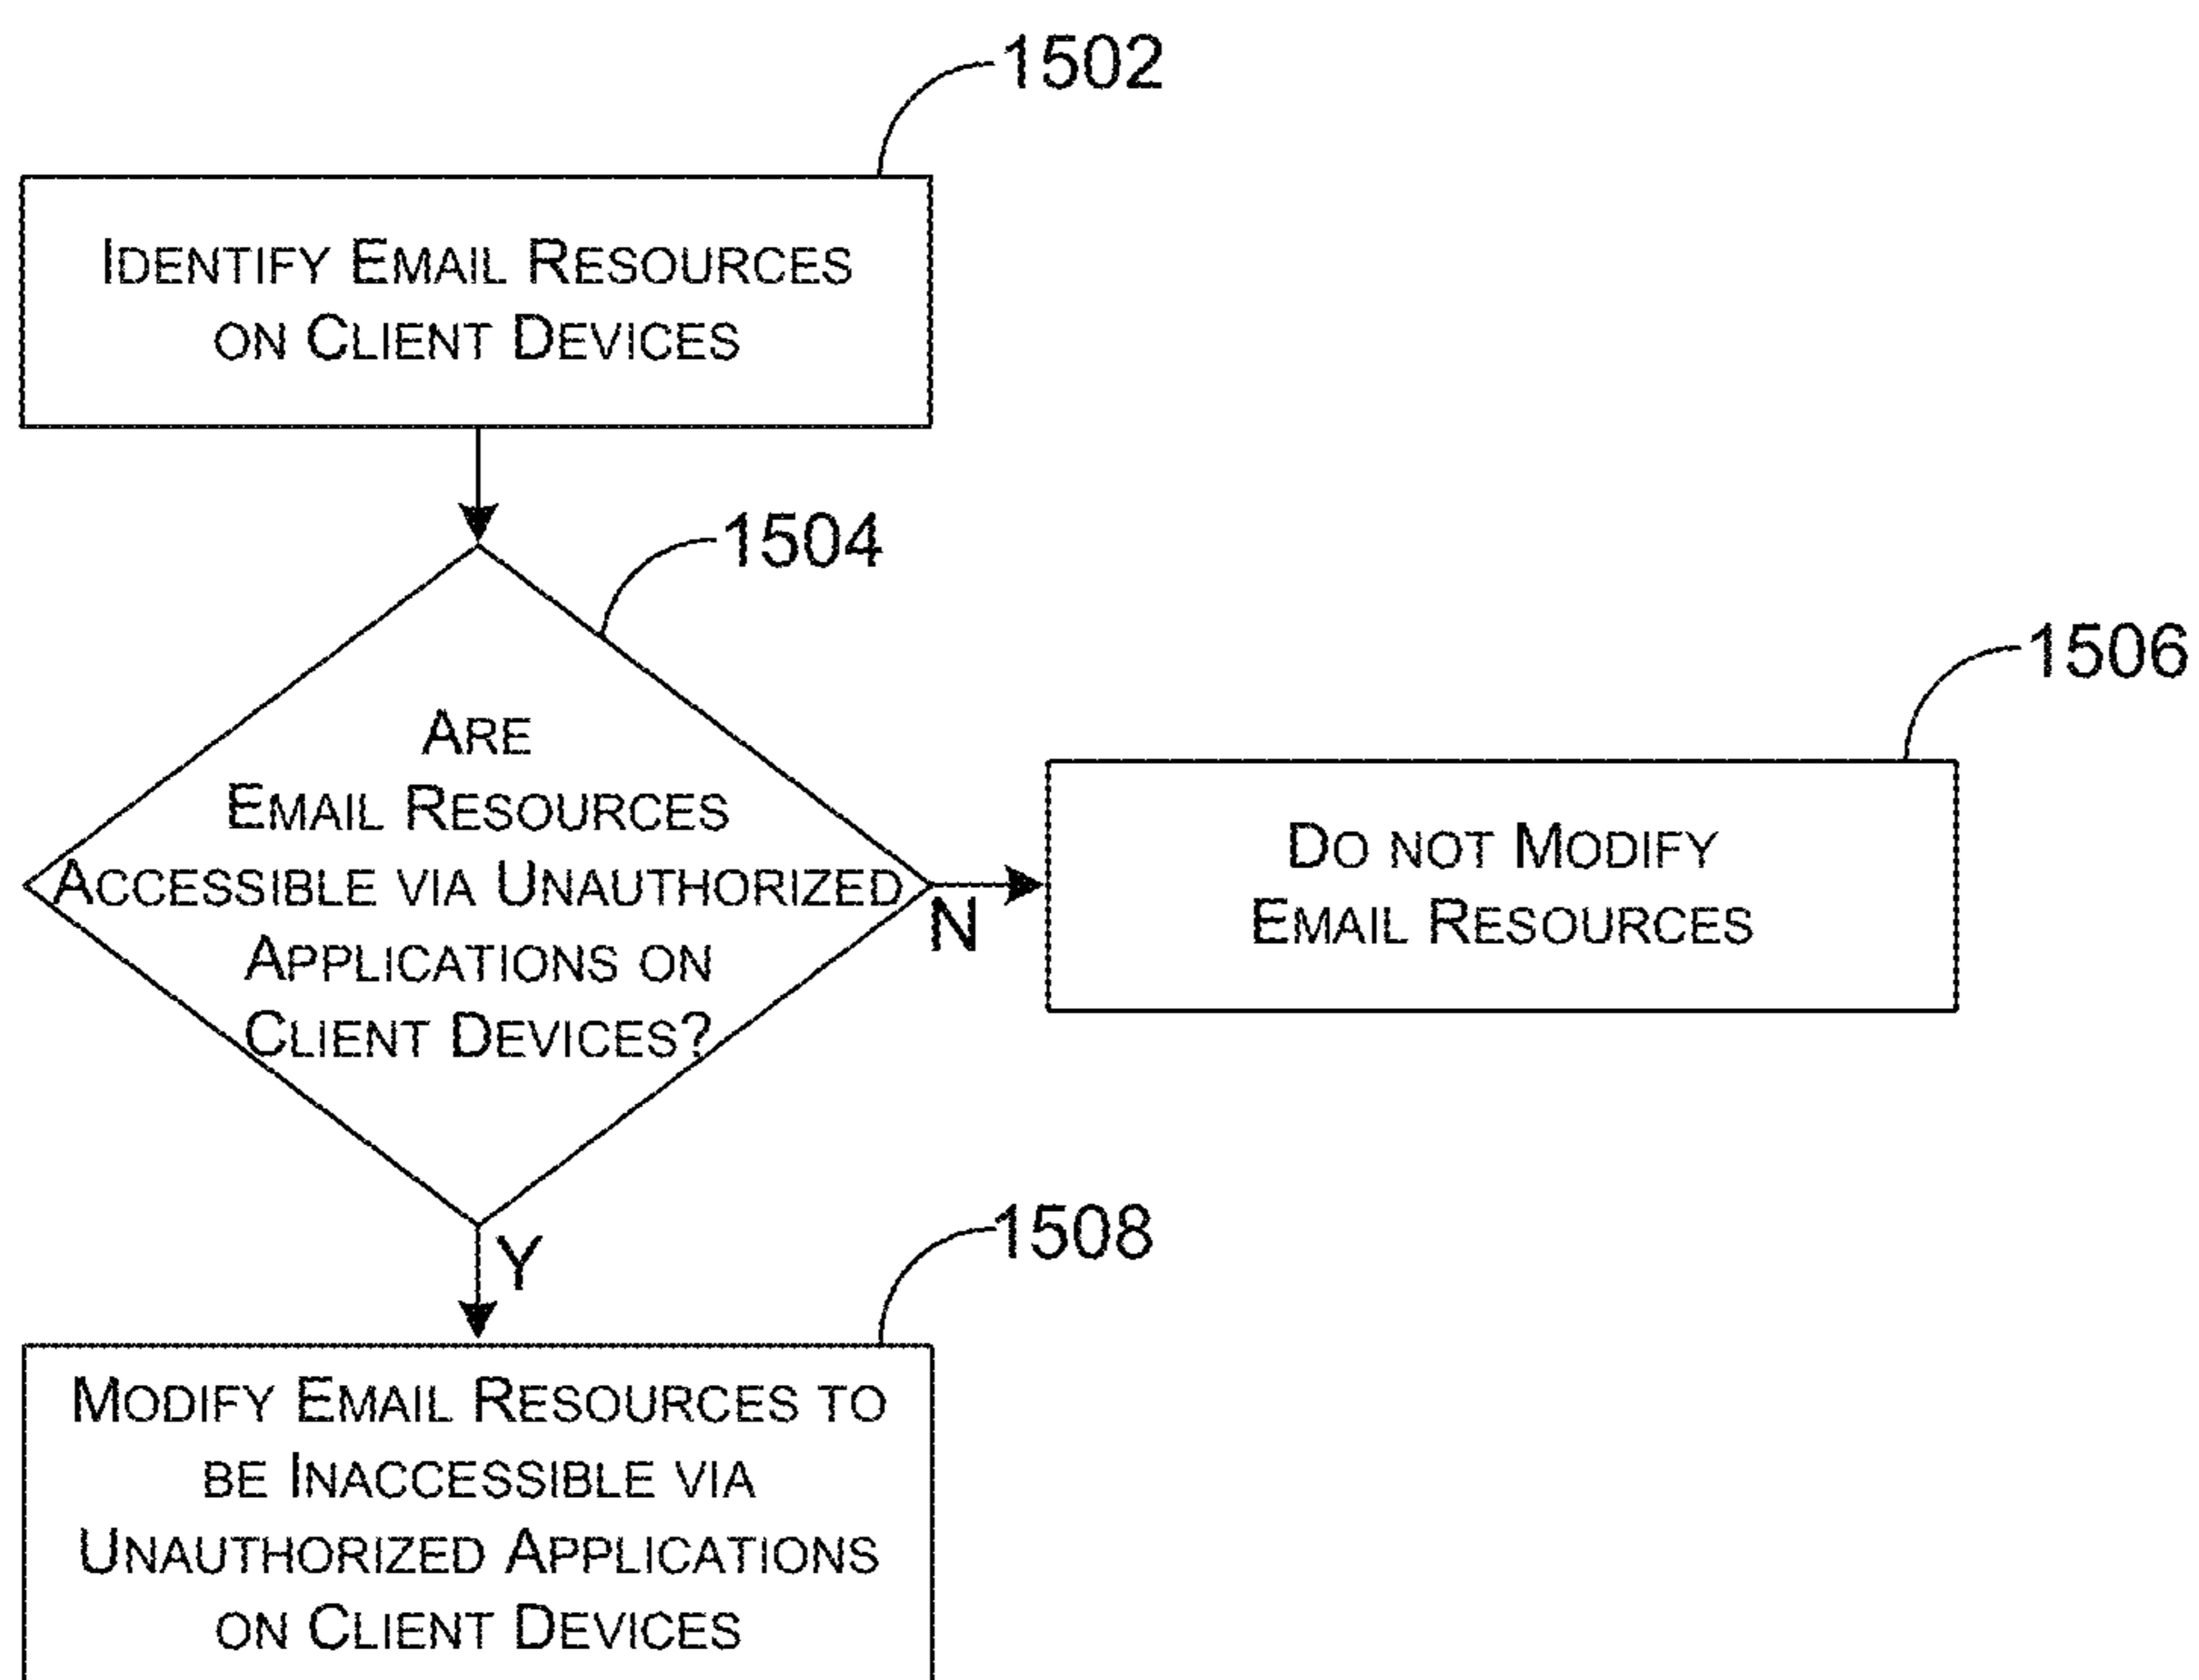 1502
IDENTIFY EMAIL RESOURCES
ON CLIENT DEVICES
1504
ARE
EMAIL RESOURCES
ACCESSIBLE VIA UNAUTHORIZED
APPLICATIONS ON
CLIENT DEVICES?
N
1506
DO NOT MODIFY
EMAIL RESOURCES
Y
1508
MODIFY EMAIL RESOURCES TO
BE INACCESSIBLE VIA
UNAUTHORIZED APPLICATIONS
ON CLIENT DEVICES